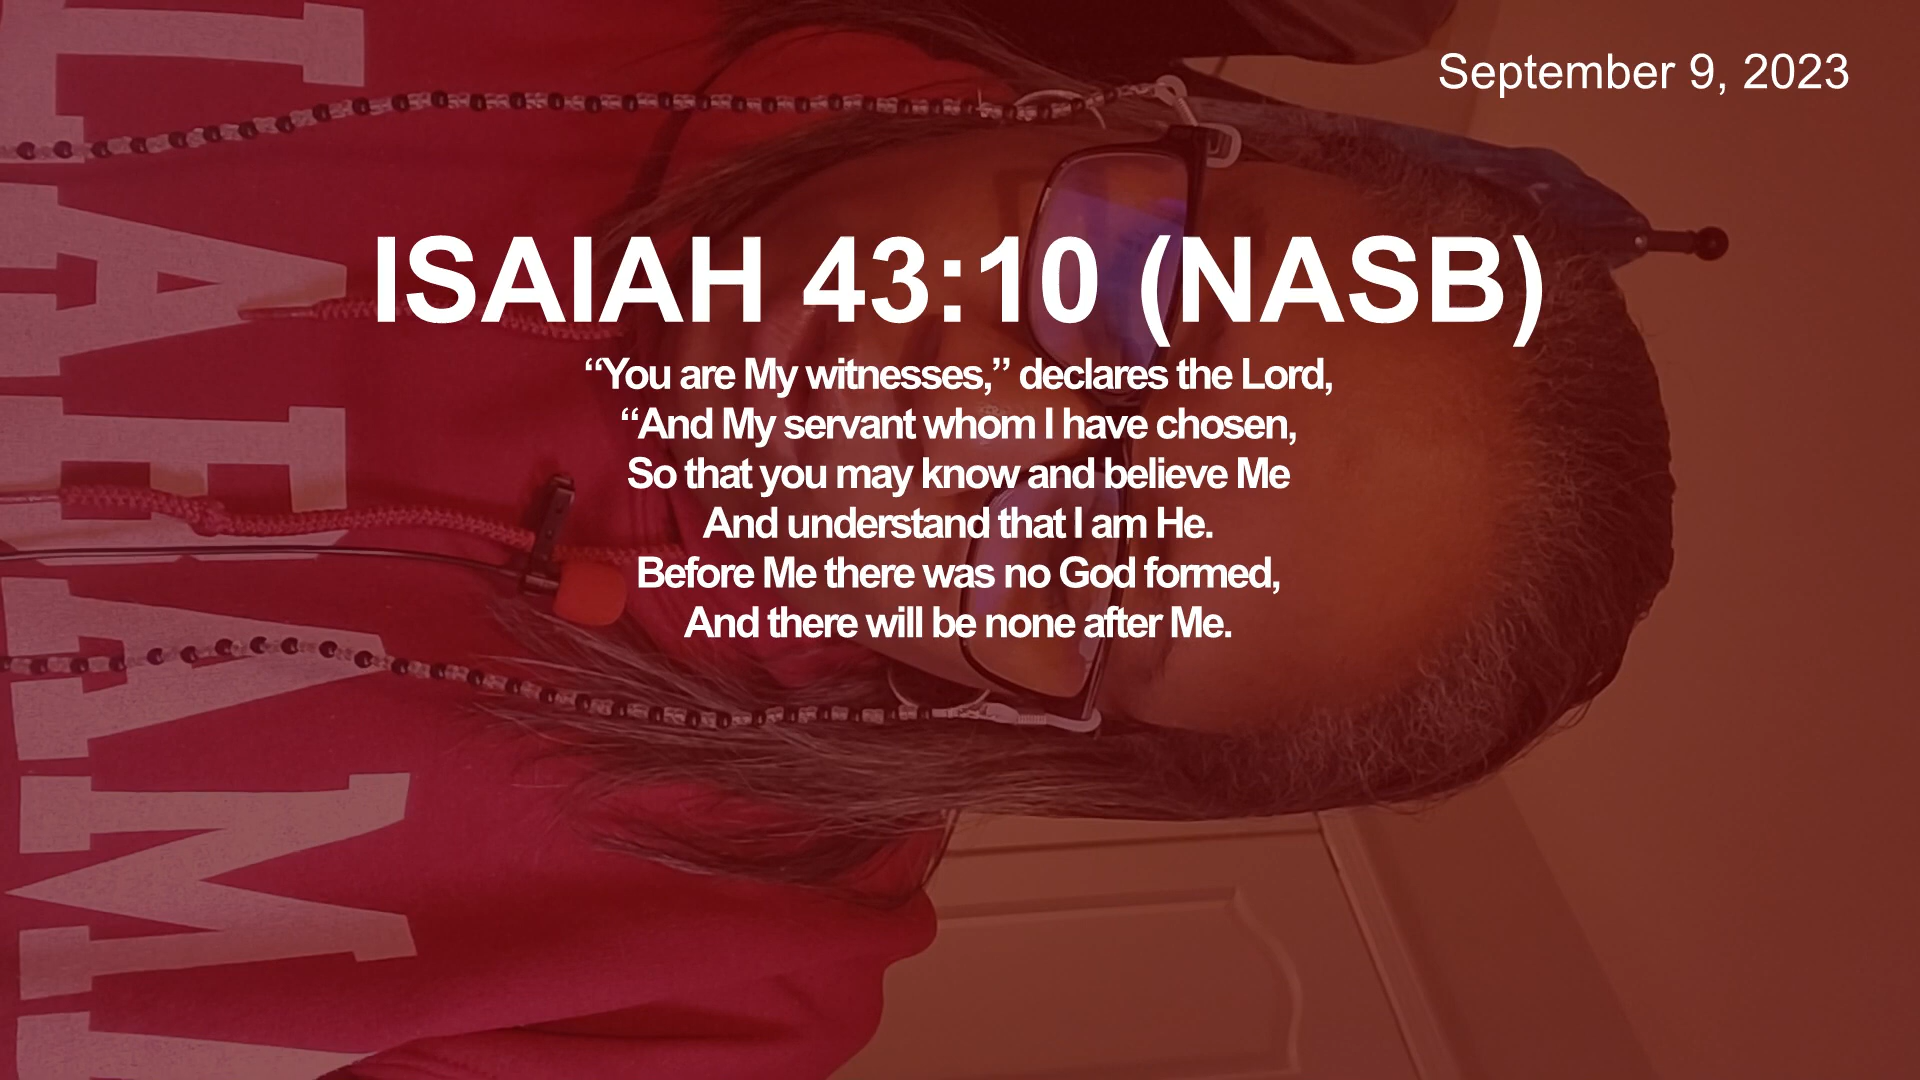 September 9, 2023
ISAIAH 43:10 (NASB)
“You are My witnesses,” declares the Lord,
“And My servant whom I have chosen,
So that you may know and believe Me
And understand that I am He.
Before Me there was no God formed,
And there will be none after Me.